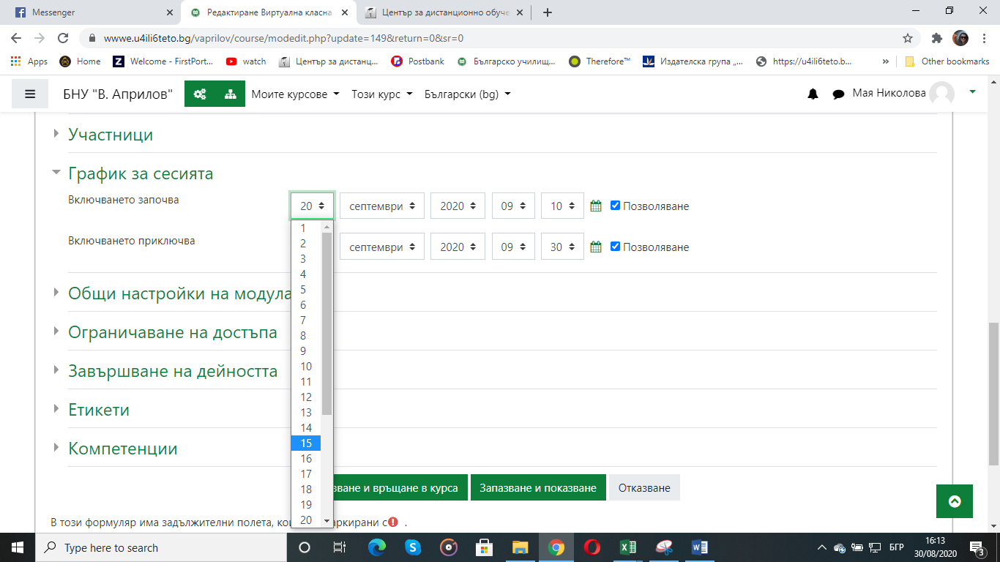 Messenger
Редактиране Виртуална класна
Център за дистанционно обуче
wwwe.u4ili6teto.bg/vaprilov/course/modedit.php?update=149&return=0&sr=0
Apps
Home
Welcome - FirstPort...
watch
Център за дистанц...
Postbank
Българско училищ...
Therefore™
Издателска група „...
https://u4ili6teto.b...
»
Other bookmarks
БНУ "В. Априлов"
Моите курсове
Този курс
Български (bg)
Мая Николова
Участници
График за сесията
Включването започва
20 септември 2020 09 10 Позволяване
Включването приключва
септември 2020 09 30 Позволяване
1
2
3
4
5
6
7
8
9
10
11
12
13
14
15
16
17
18
19
20
Общи настройки на модула
Ограничаване на достъпа
Завършване на дейността
Етикети
Компетенции
зване и връщане в курса
Запазване и показване
Отказване
В този формуляр има задължителни полета, кои аркирани с .
Type here to search
БГР
16:13
30/08/2020
3